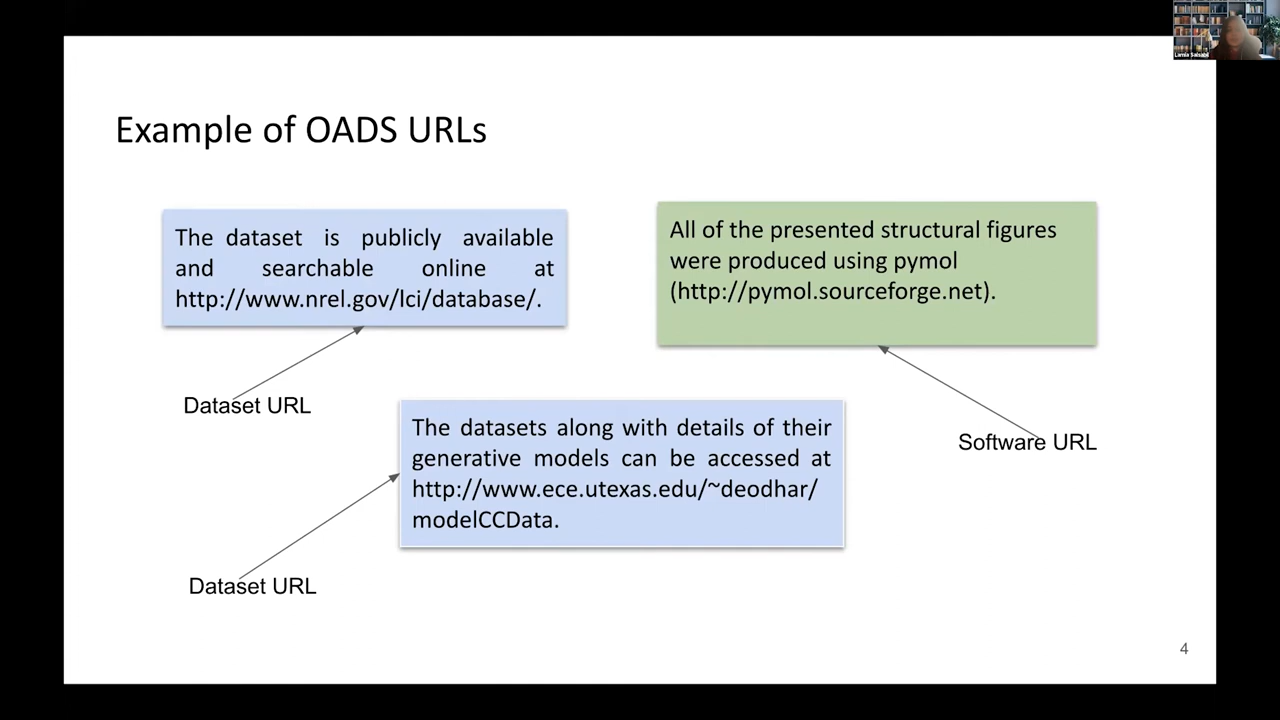 Example of OADS URLs
The dataset is publicly available
and searchable online at
http://www.nrel.gov/lci/database/.
Dataset URL
All of the presented structural figures
were produced using pymol
(http://pymol.sourceforge.net).
Software URL
The datasets along with details of their
generative models can be accessed at
http://www.ece.utexas.edu/~deodhar/
modelCCData.
Dataset URL
4
Lamia Salsabil